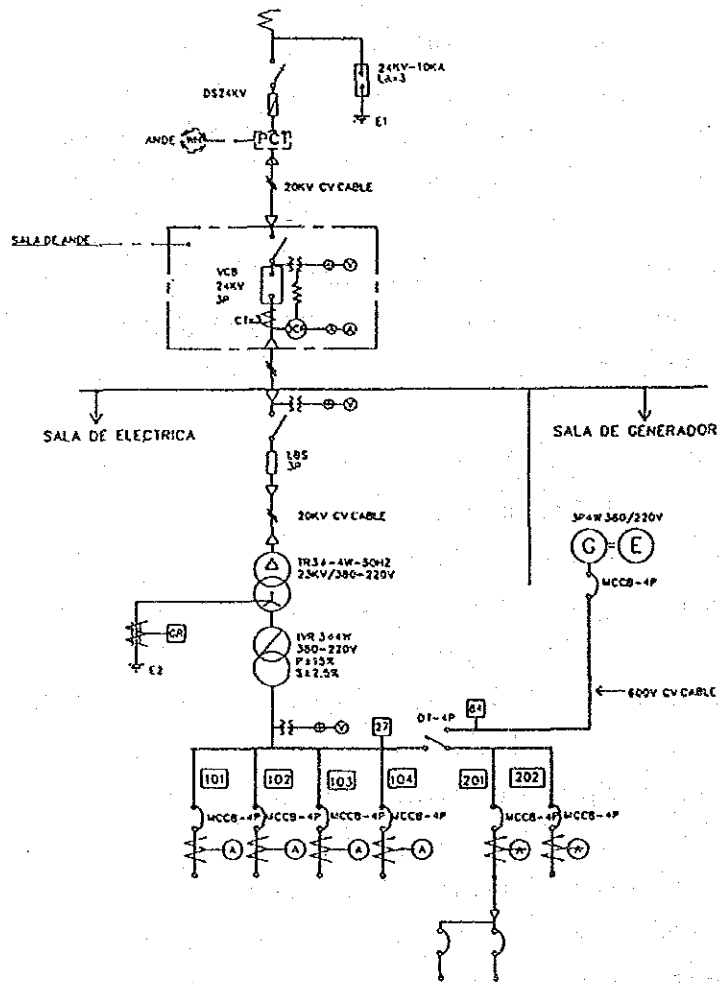 24KV-10KA
LA×3
DS24KV
E1
ANDE
WH
PCT
20KV CV CABLE
SALA DE ANDE
V
VCB
24KV
3P
CT×3
A
V
SALA DE ELECTRICA
SALA DE GENERADOR
LBS
3P
3P4W380/220V
20KV CV CABLE
G = E
TR3ϕ-4W-50HZ
23KV/380-220V
MCCB-4P
GR
IVR 3ϕ4W
380-220V
P±15%
S±2.5%
E2
600V CV CABLE
84
DT-4P
27
V
101
102
103
104
201
202
MCCB-4P
MCCB-4P
MCCB-4P
MCCB-4P
MCCB-4P
MCCB-4P
A
A
A
A
A
A